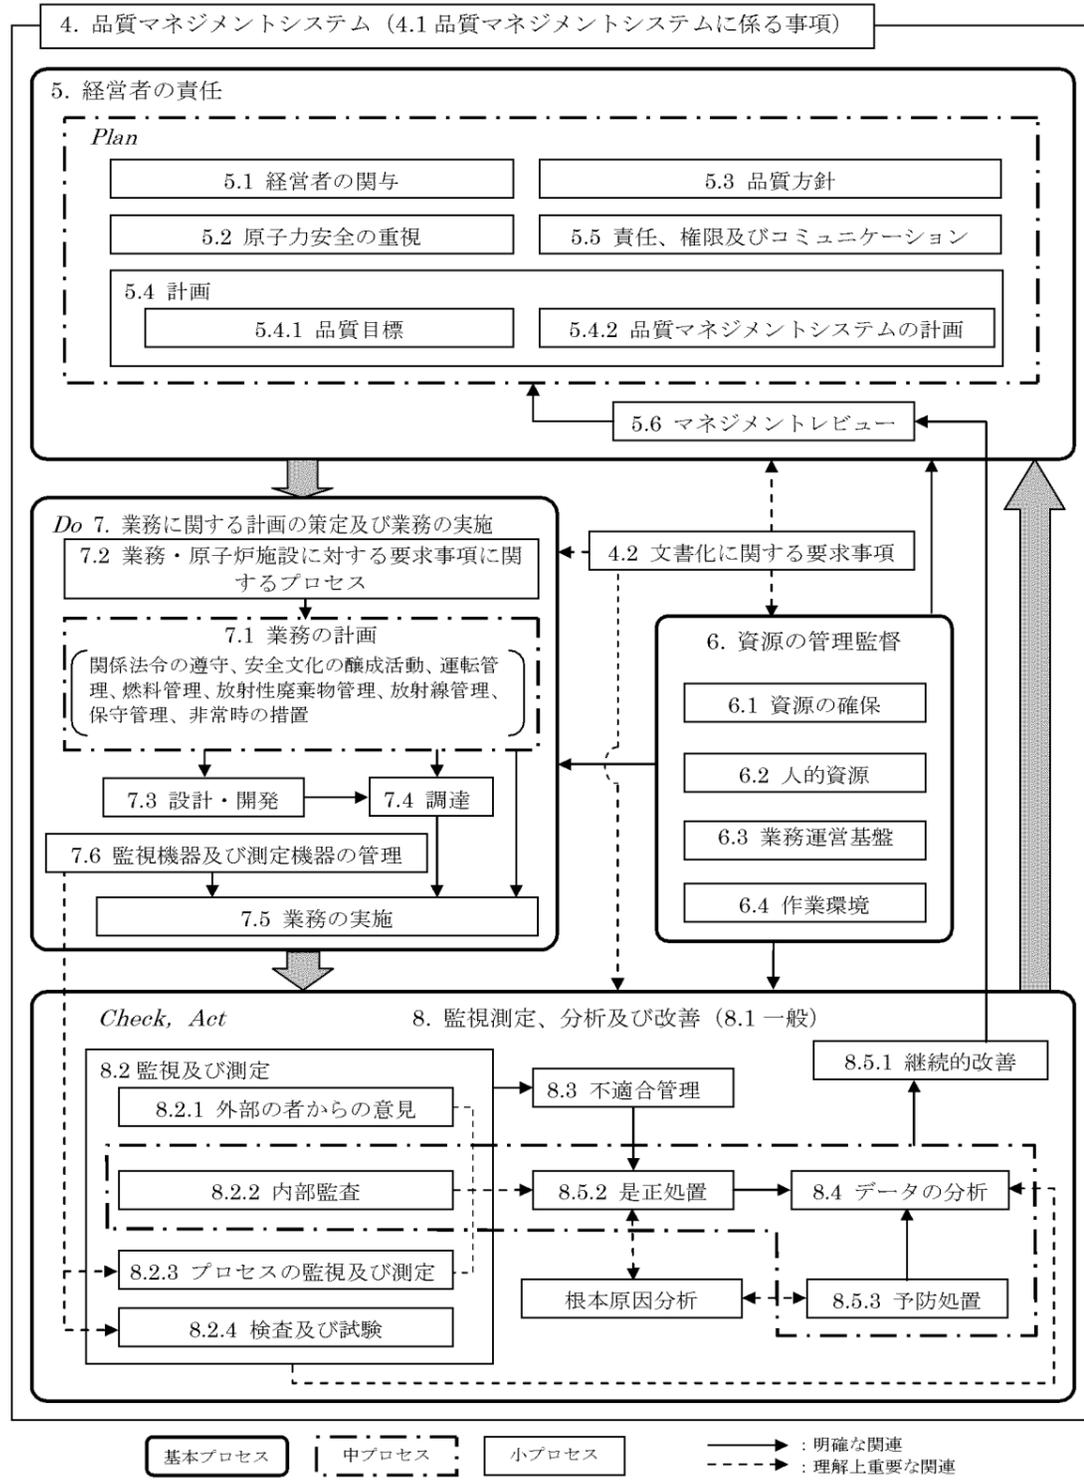 4. 品質マネジメントシステム（4.1 品質マネジメントシステムに係る事項）
5. 経営者の責任
Plan
5.1 経営者の関与
5.3 品質方針
5.2 原子力安全の重視
5.5 責任、権限及びコミュニケーション
5.4 計画
5.4.1 品質目標
5.4.2 品質マネジメントシステムの計画
5.6 マネジメントレビュー
Do 7. 業務に関する計画の策定及び業務の実施
7.2 業務・原子炉施設に対する要求事項に関
するプロセス
4.2 文書化に関する要求事項
7.1 業務の計画
関係法令の遵守、安全文化の醸成活動、運転管
理、燃料管理、放射性廃棄物管理、放射線管理、
保守管理、非常時の措置
6. 資源の管理監督
6.1 資源の確保
6.2 人的資源
6.3 業務運営基盤
6.4 作業環境
7.3 設計・開発
7.4 調達
7.6 監視機器及び測定機器の管理
7.5 業務の実施
Check, Act
8. 監視測定、分析及び改善（8.1 一般）
8.2 監視及び測定
8.2.1 外部の者からの意見
8.3 不適合管理
8.5.1 継続的改善
8.2.2 内部監査
8.5.2 是正処置
8.4 データの分析
8.2.3 プロセスの監視及び測定
根本原因分析
8.5.3 予防処置
8.2.4 検査及び試験
基本プロセス
中プロセス
小プロセス
：明確な関連
：理解上重要な関連